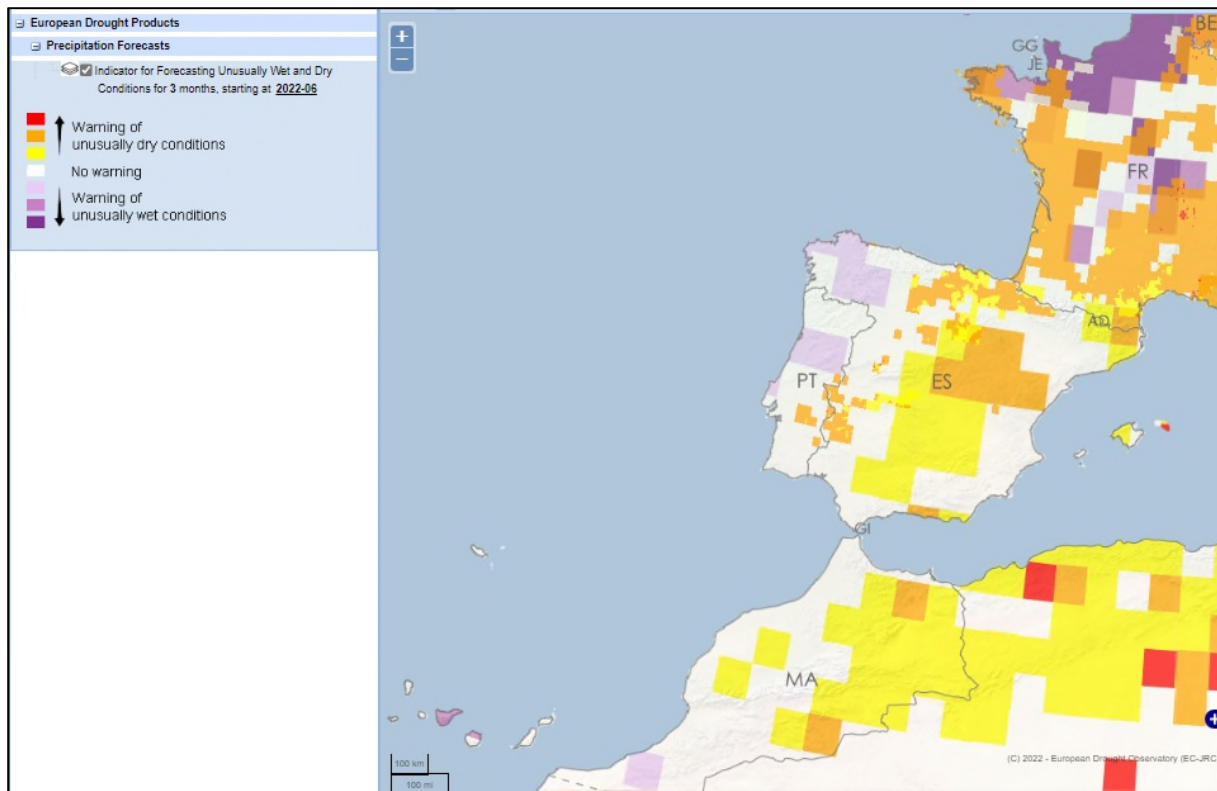 European Drought Products
Precipitation Forecasts
Indicator for Forecasting Unusually Wet and Dry
Conditions for 3 months, starting at 2022-06
Warning of
unusually dry conditions
No warning
Warning of
unusually wet conditions
+
−
BE
GG
JE
FR
PT
ES
GI
MA
+
100 km
100 mi
(C) 2022 - European Drought Observatory (EC-JRC